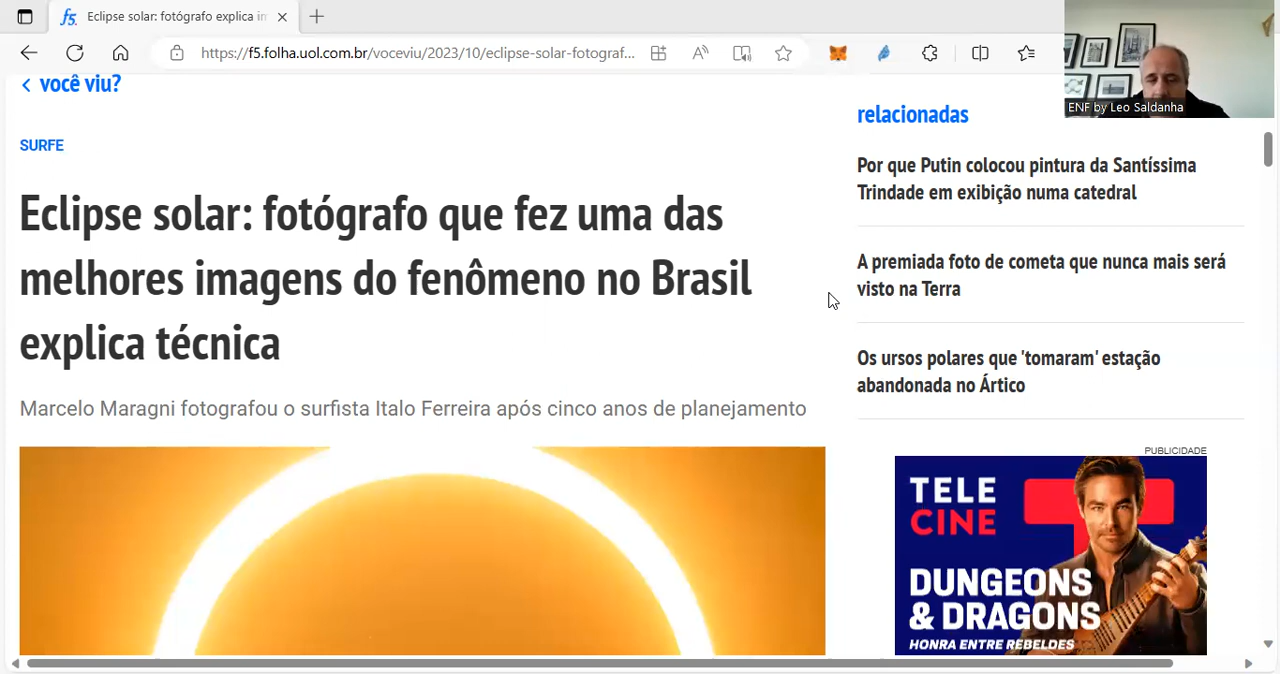 f5. Eclipse solar: fotógrafo explica in
https://f5.folha.uol.com.br/voceviu/2023/10/eclipse-solar-fotograf...
ENF by Leo Saldanha
você viu?
SURFE
Eclipse solar: fotógrafo que fez uma das
melhores imagens do fenômeno no Brasil
explica técnica
Marcelo Maragni fotografou o surfista Italo Ferreira após cinco anos de planejamento
relacionadas
Por que Putin colocou pintura da Santíssima
Trindade em exibição numa catedral
A premiada foto de cometa que nunca mais será
visto na Terra
Os ursos polares que 'tomaram' estação
abandonada no Ártico
PUBLICIDADE
TELE
CINE
DUNGEONS
& DRAGONS
HONRA ENTRE REBELDES